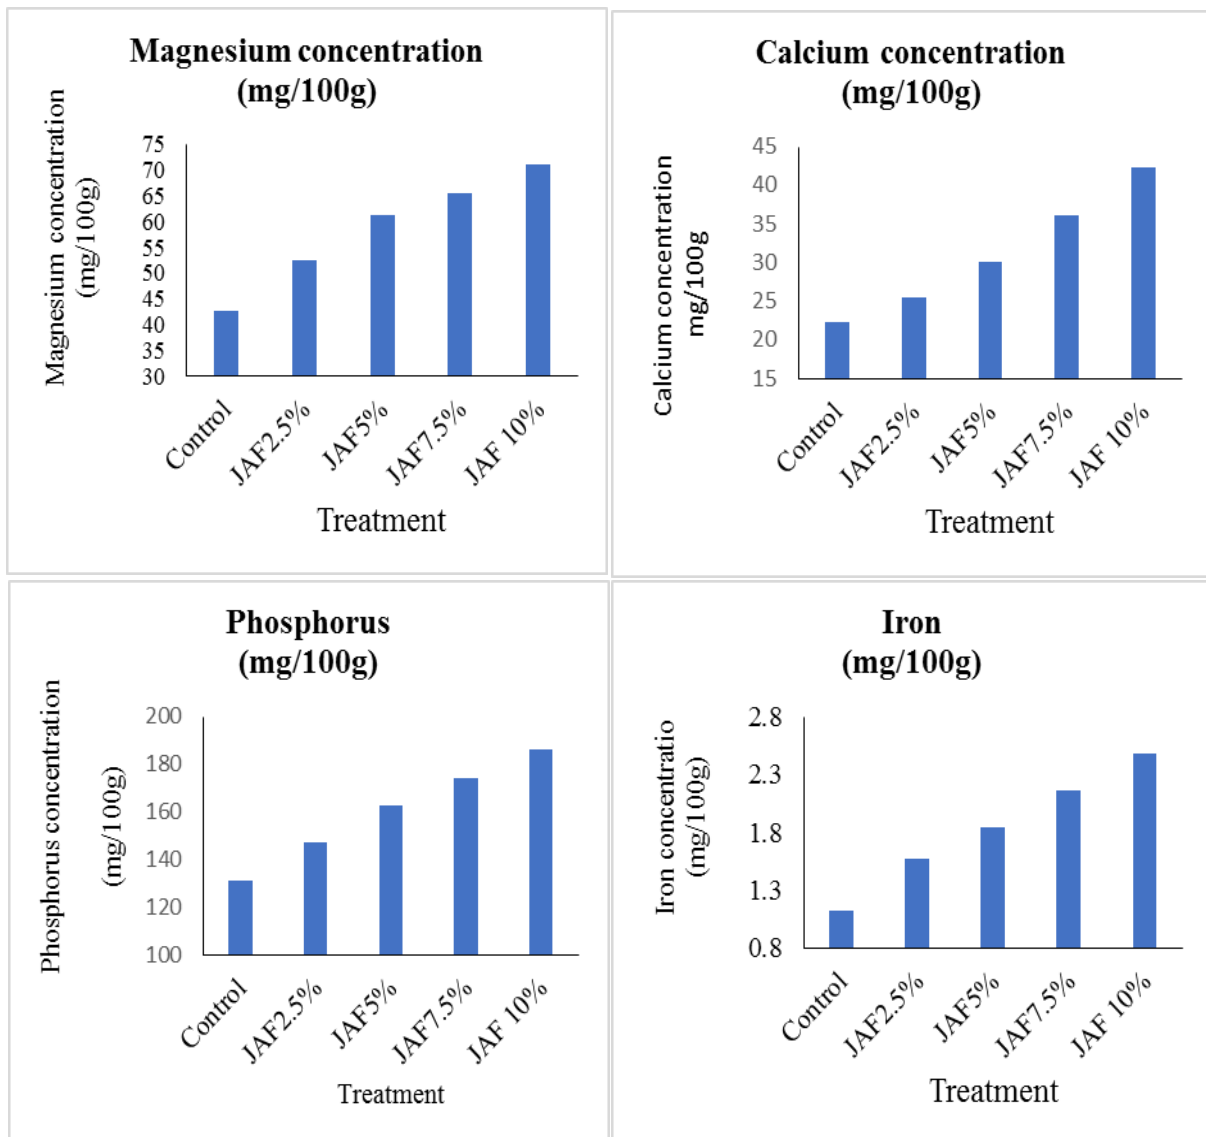 Magnesium concentration
(mg/100g)
Magnesium concentration
(mg/100g)
75
70
65
60
55
50
45
40
35
30
Control
JAF2.5%
JAF5%
JAF7.5%
JAF 10%
Treatment
Calcium concentration
(mg/100g)
Calcium concentration
mg/100g
45
40
35
30
25
20
15
Control
JAF2.5%
JAF5%
JAF7.5%
JAF 10%
Treatment
Phosphorus
(mg/100g)
Phosphorus concentration
(mg/100g)
200
180
160
140
120
100
Control
JAF2.5%
JAF5%
JAF7.5%
JAF 10%
Treatment
Iron
(mg/100g)
Iron concentratio
(mg/100g)
2.8
2.3
1.8
1.3
0.8
Control
JAF2.5%
JAF5%
JAF7.5%
JAF 10%
Treatment